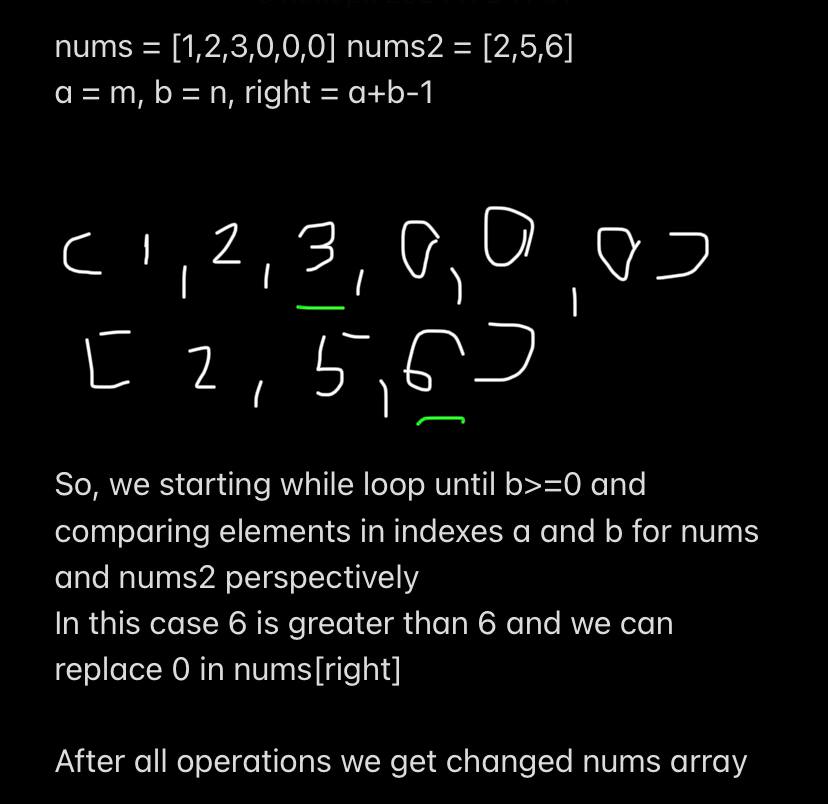 nums = [1,2,3,0,0,0] nums2 = [2,5,6]
a = m, b = n, right = a+b-1
[1,2,3,0,0,0]
[2,5,6]
So, we starting while loop until b>=0 and
comparing elements in indexes a and b for nums
and nums2 perspectively
In this case 6 is greater than 6 and we can
replace 0 in nums[right]
After all operations we get changed nums array